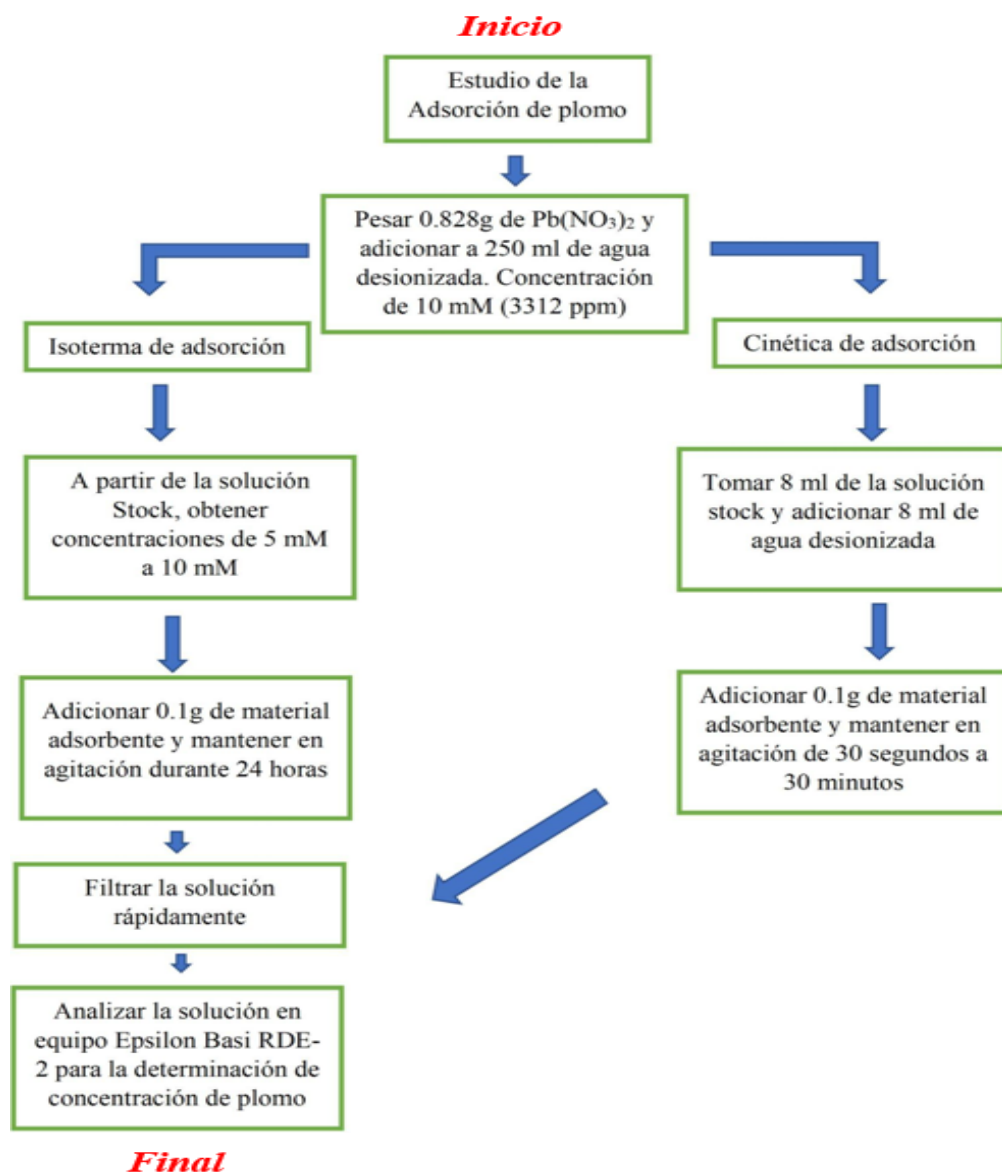 Inicio
Estudio de la
Adsorción de plomo
Pesar 0.828g de Pb(NO₃)₂ y
adicionar a 250 ml de agua
desionizada. Concentración
de 10 mM (3312 ppm)
Isoterma de adsorción
A partir de la solución
Stock, obtener
concentraciones de 5 mM
a 10 mM
Adicionar 0.1g de material
adsorbente y mantener en
agitación durante 24 horas
Cinética de adsorción
Tomar 8 ml de la solución
stock y adicionar 8 ml de
agua desionizada
Adicionar 0.1g de material
adsorbente y mantener en
agitación de 30 segundos a
30 minutos
Filtrar la solución
rápidamente
Analizar la solución en
equipo Epsilon Basi RDE-
2 para la determinación de
concentración de plomo
Final